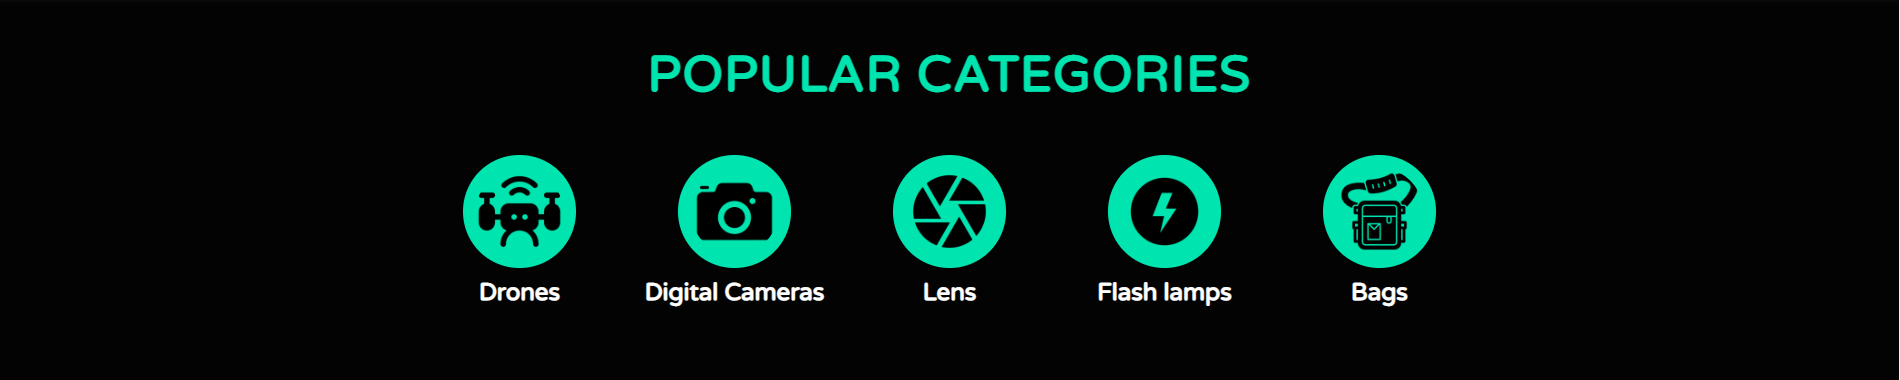 POPULAR CATEGORIES
Drones
Digital Cameras
Lens
Flash lamps
Bags